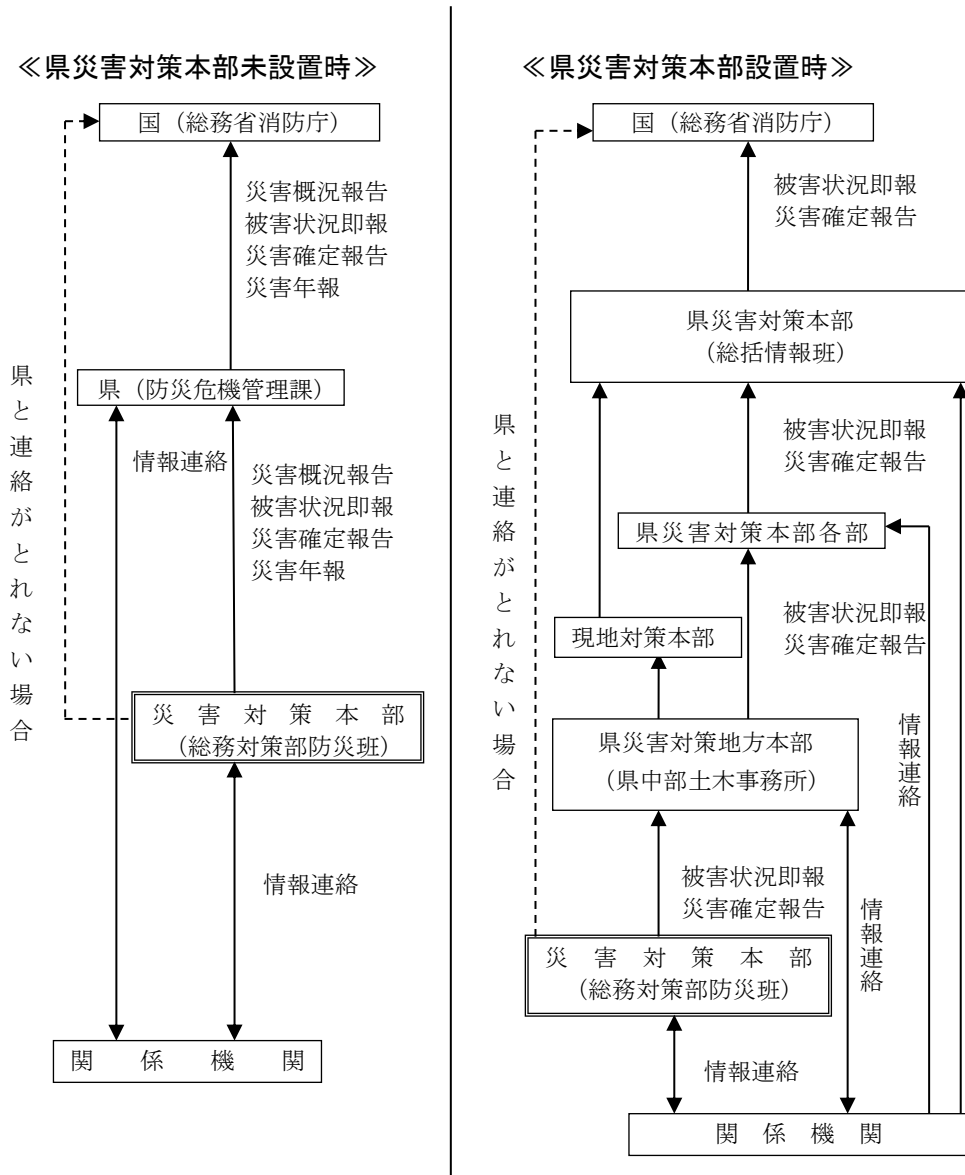 ≪県災害対策本部未設置時≫
国（総務省消防庁）
災害概況報告
被害状況即報
災害確定報告
災害年報
県と連絡がとれない場合
県（防災危機管理課）
情報連絡
災害概況報告
被害状況即報
災害確定報告
災害年報
災害対策本部
（総務対策部防災班）
情報連絡
関係機関
≪県災害対策本部設置時≫
国（総務省消防庁）
被害状況即報
災害確定報告
県災害対策本部
（総括情報班）
県と連絡がとれない場合
被害状況即報
災害確定報告
県災害対策本部各部
被害状況即報
災害確定報告
現地対策本部
県災害対策地方本部
（県中部土木事務所）
情報連絡
被害状況即報
災害確定報告
情報連絡
災害対策本部
（総務対策部防災班）
情報連絡
関係機関